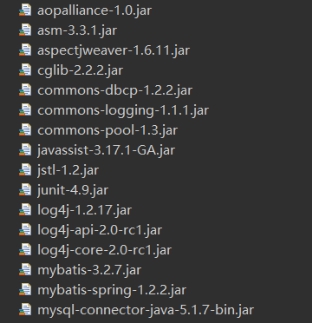 aopalliance-1.0.jar
asm-3.3.1.jar
aspectjweaver-1.6.11.jar
cglib-2.2.2.jar
commons-dbcp-1.2.2.jar
commons-logging-1.1.1.jar
commons-pool-1.3.jar
javassist-3.17.1-GA.jar
jstl-1.2.jar
junit-4.9.jar
log4j-1.2.17.jar
log4j-api-2.0-rc1.jar
log4j-core-2.0-rc1.jar
mybatis-3.2.7.jar
mybatis-spring-1.2.2.jar
mysql-connector-java-5.1.7-bin.jar